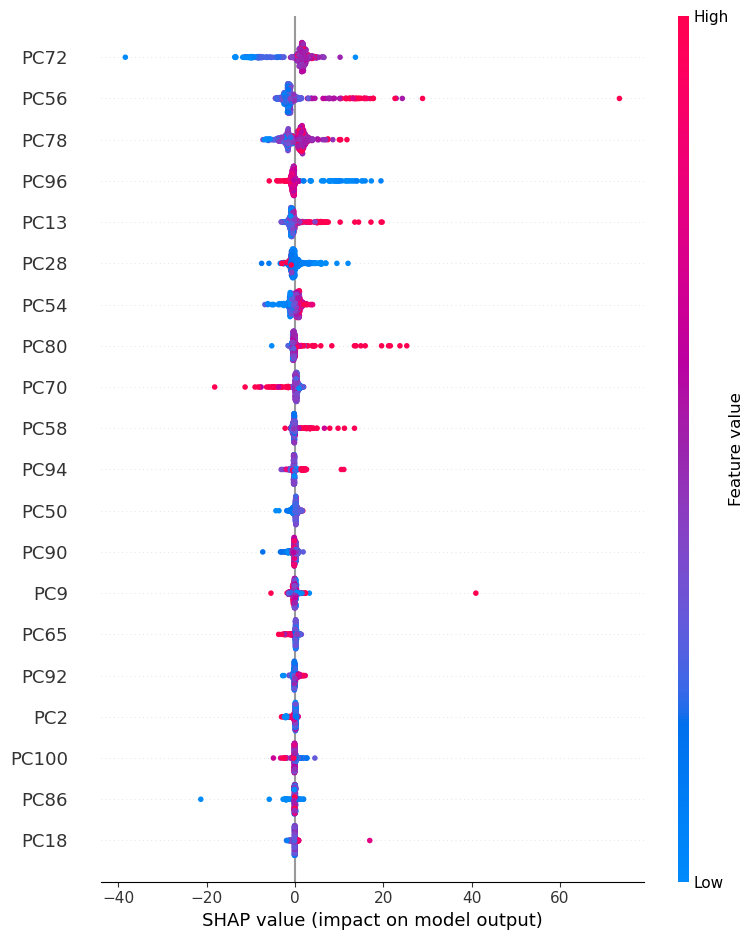 High
PC72
PC56
PC78
PC96
PC13
PC28
PC54
PC80
PC70
PC58
PC94
PC50
PC90
PC9
PC65
PC92
PC2
PC100
PC86
PC18
Feature value
Low
−40 −20 0 20 40 60
SHAP value (impact on model output)